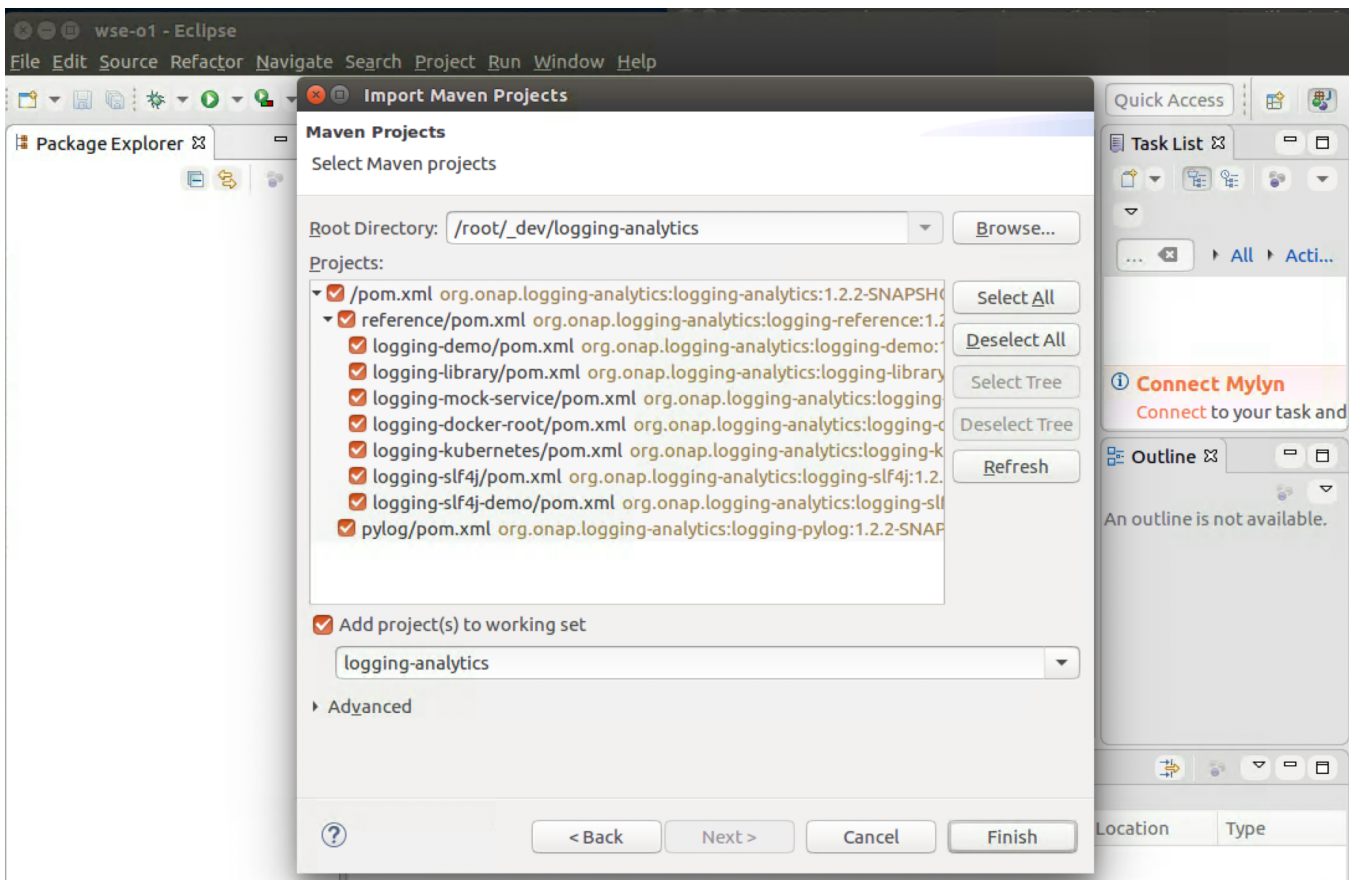 wse-o1 - Eclipse
File Edit Source Refactor Navigate Search Project Run Window Help
Import Maven Projects
Quick Access
Package Explorer
Maven Projects
Select Maven projects
Task List
Root Directory: /root/_dev/logging-analytics Browse...
... All Acti...
Projects:
/pom.xml org.onap.logging-analytics:logging-analytics:1.2.2-SNAPSH
Select All
reference/pom.xml org.onap.logging-analytics:logging-reference:1.2
logging-demo/pom.xml org.onap.logging-analytics:logging-demo:1
Deselect All
logging-library/pom.xml org.onap.logging-analytics:logging-library
Select Tree
logging-mock-service/pom.xml org.onap.logging-analytics:logging-
logging-docker-root/pom.xml org.onap.logging-analytics:logging-d
Deselect Tree
logging-kubernetes/pom.xml org.onap.logging-analytics:logging-k
Refresh
logging-slf4j/pom.xml org.onap.logging-analytics:logging-slf4j:1.2.
logging-slf4j-demo/pom.xml org.onap.logging-analytics:logging-slf
pylog/pom.xml org.onap.logging-analytics:logging-pylog:1.2.2-SNAP
Connect Mylyn
Connect to your task and
Outline
An outline is not available.
Add project(s) to working set
logging-analytics
Advanced
? < Back Next > Cancel Finish
Location Type